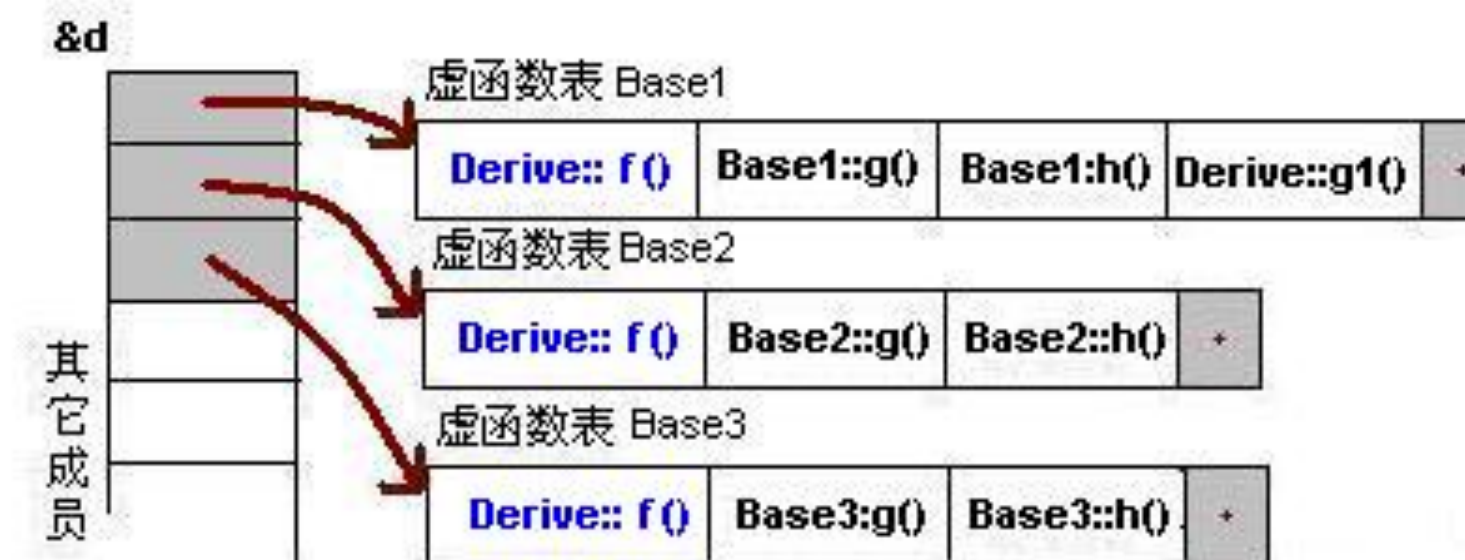 &d
虚函数表 Base1
Derive:: f() Base1::g() Base1:h() Derive::g1()
虚函数表 Base2
Derive:: f() Base2::g() Base2::h()
虚函数表 Base3
Derive:: f() Base3:g() Base3::h()
其它成员